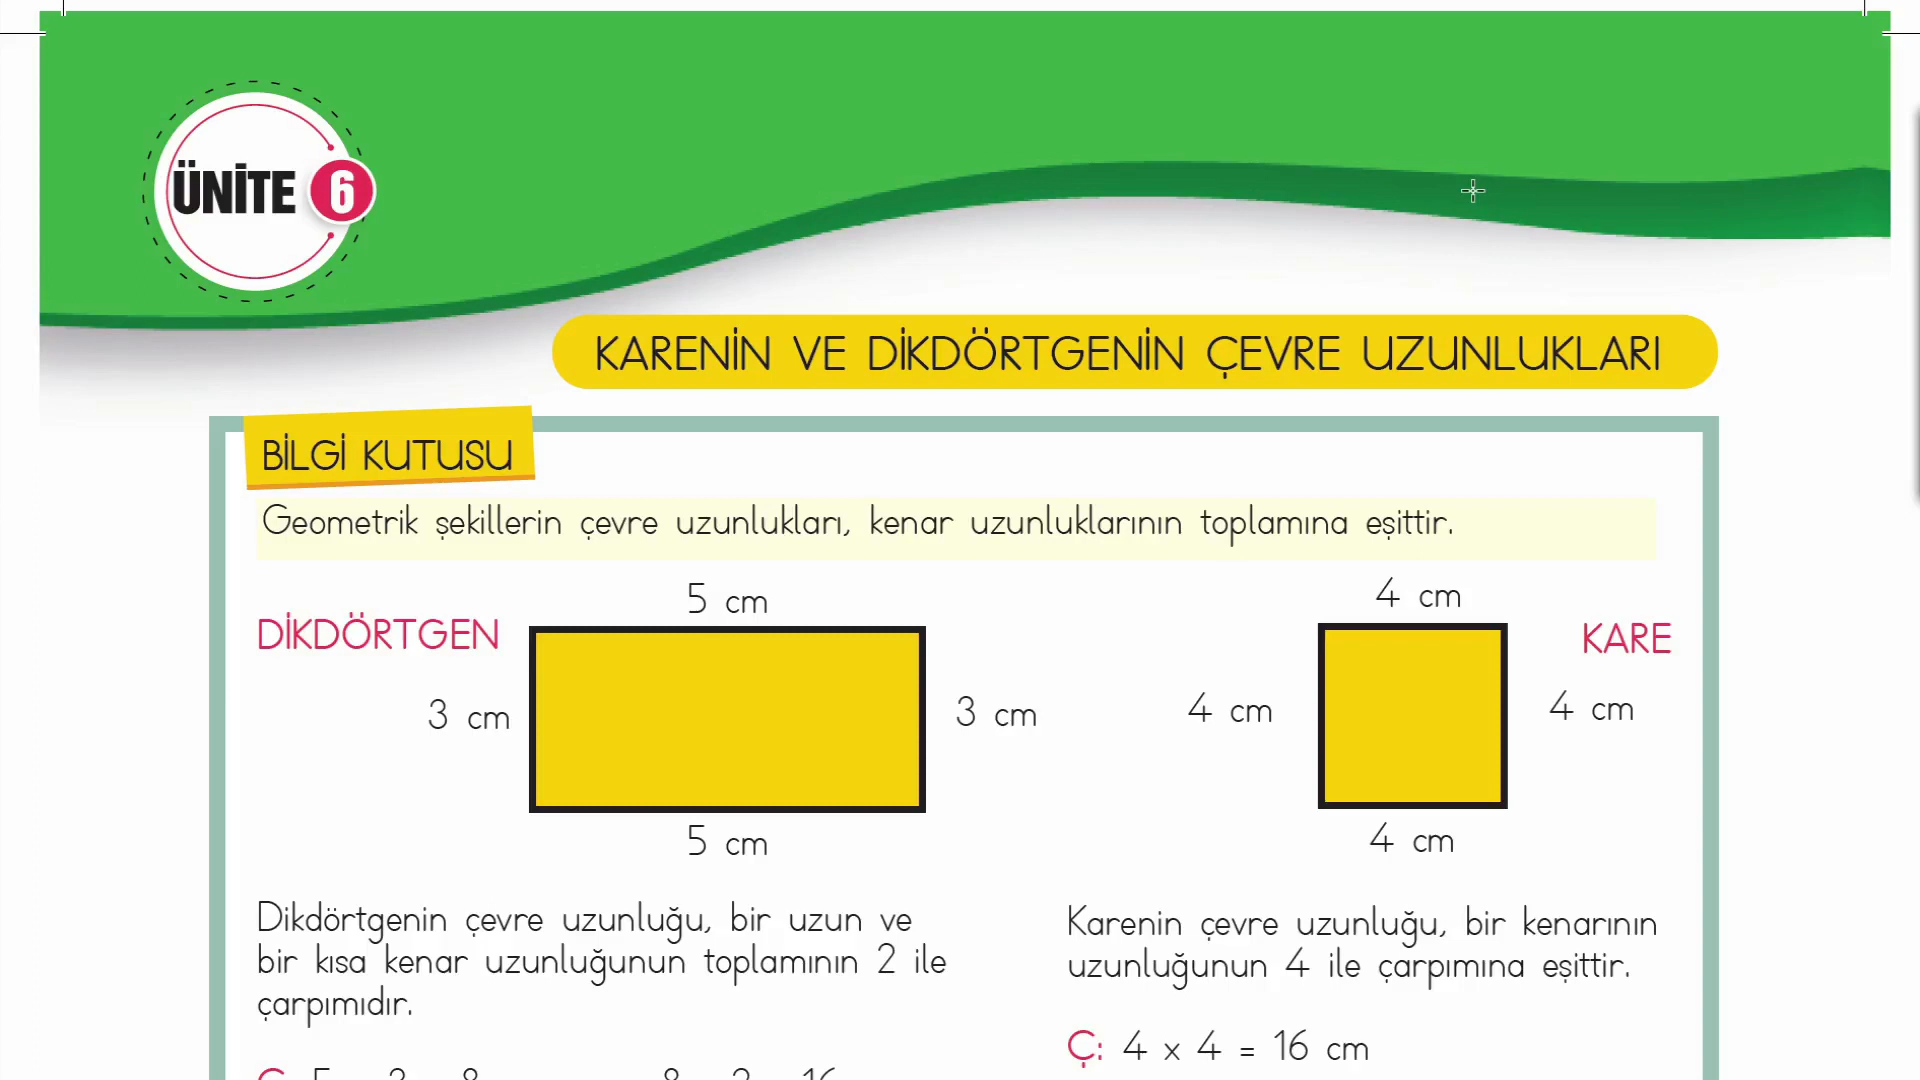 ÜNİTE 6
KARENİN VE DİKDÖRTGENİN ÇEVRE UZUNLUKLARI
BİLGİ KUTUSU
Geometrik şekillerin çevre uzunlukları, kenar uzunluklarının toplamına eşittir.
DİKDÖRTGEN
5 cm
3 cm
3 cm
5 cm
4 cm
KARE
4 cm
4 cm
4 cm
Dikdörtgenin çevre uzunluğu, bir uzun ve
bir kısa kenar uzunluğunun toplamının 2 ile
çarpımıdır.
Karenin çevre uzunluğu, bir kenarının
uzunluğunun 4 ile çarpımına eşittir.
Ç: 4 x 4 = 16 cm